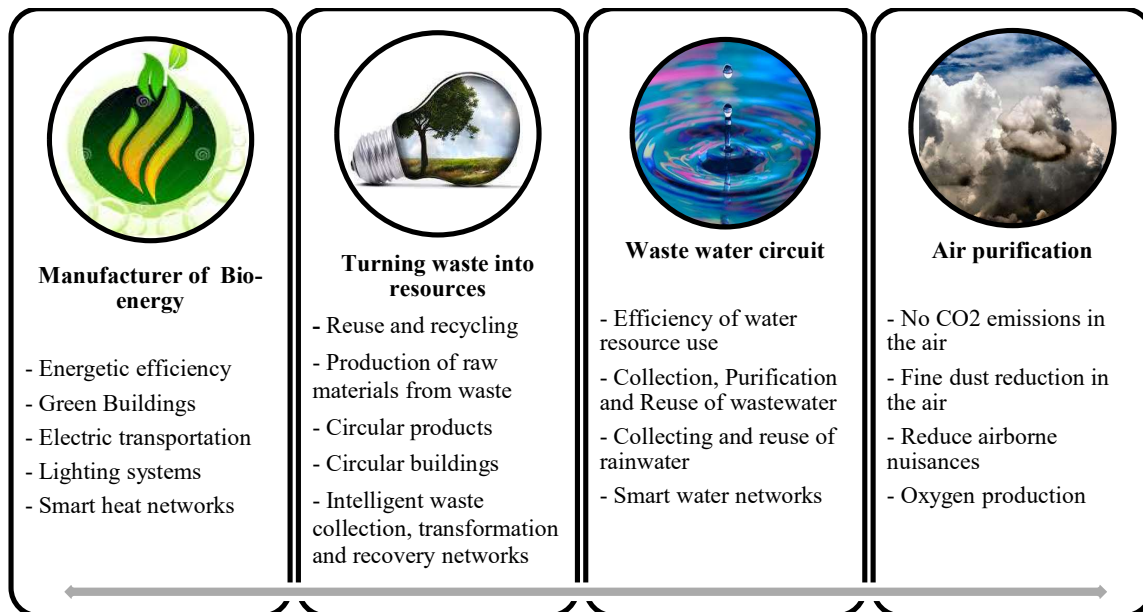 Manufacturer of Bio-
energy
- Energetic efficiency
- Green Buildings
- Electric transportation
- Lighting systems
- Smart heat networks
Turning waste into
resources
- Reuse and recycling
- Production of raw
materials from waste
- Circular products
- Circular buildings
- Intelligent waste
collection, transformation
and recovery networks
Waste water circuit
- Efficiency of water
resource use
- Collection, Purification
and Reuse of wastewater
- Collecting and reuse of
rainwater
- Smart water networks
Air purification
- No CO2 emissions in
the air
- Fine dust reduction in
the air
- Reduce airborne
nuisances
- Oxygen production